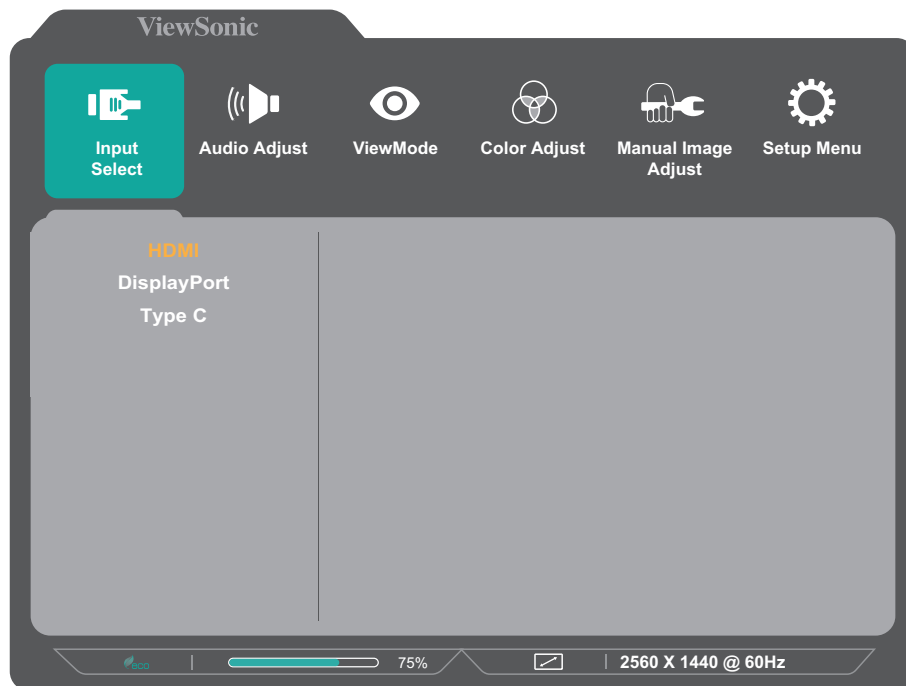 ViewSonic
Input
Select
Audio Adjust
ViewMode
Color Adjust
Manual Image
Adjust
Setup Menu
HDMI
DisplayPort
Type C
ECO
75%
2560 X 1440 @ 60Hz